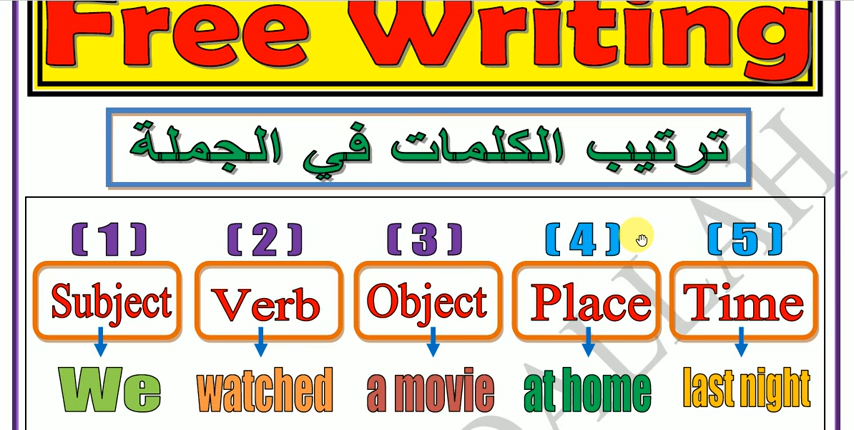 Free Writing
ترتيب الكلمات في الجملة
(1) (2) (3) (4) (5)
Subject Verb Object Place Time
We watched a movie at home last night